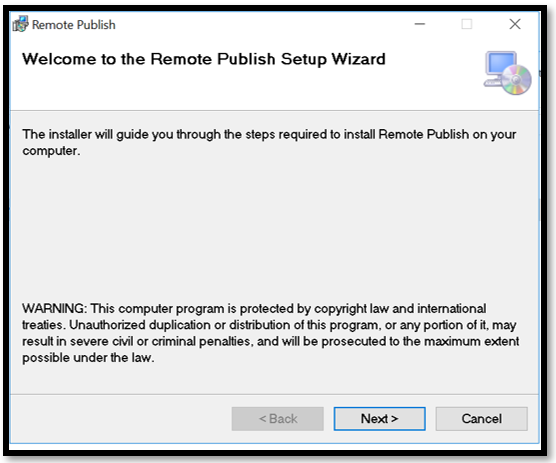 Remote Publish
Welcome to the Remote Publish Setup Wizard
The installer will guide you through the steps required to install Remote Publish on your
computer.
WARNING: This computer program is protected by copyright law and international
treaties. Unauthorized duplication or distribution of this program, or any portion of it, may
result in severe civil or criminal penalties, and will be prosecuted to the maximum extent
possible under the law.
< Back Next > Cancel